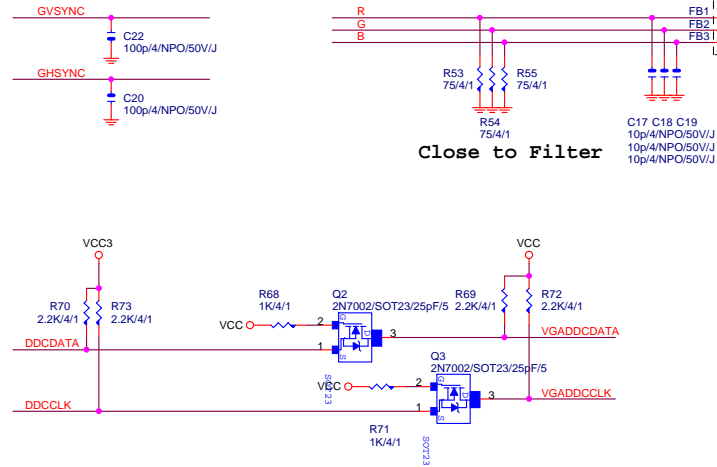 GVSYNC
C22
100p/4/NPO/50V/J
GHSYNC
C20
100p/4/NPO/50V/J
R
G
B
FB1
FB2
FB3
R53
75/4/1
R55
75/4/1
R54
75/4/1
C17 C18 C19
10p/4/NPO/50V/J
10p/4/NPO/50V/J
10p/4/NPO/50V/J
Close to Filter
VCC3
VCC
R70
2.2K/4/1
R73
2.2K/4/1
R68
1K/4/1
Q2
2N7002/SOT23/25pF/5
R69
2.2K/4/1
R72
2.2K/4/1
VCC
2
G
D
S
3
1
DDCDATA
VGADDCDATA
SOT23
Q3
2N7002/SOT23/25pF/5
VCC
2
G
D
S
3
1
DDCCLK
VGADDCCLK
R71
1K/4/1
SOT23